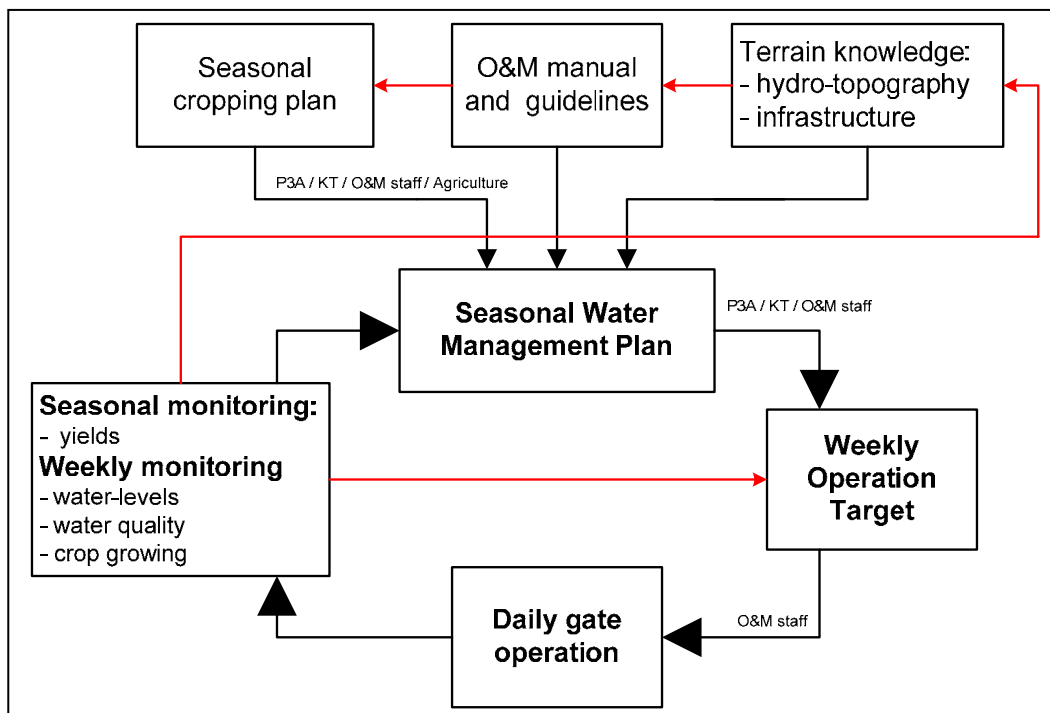 Seasonal
cropping plan
O&M manual
and guidelines
Terrain knowledge:
- hydro-topography
- infrastructure
P3A / KT / O&M staff / Agriculture
Seasonal Water
Management Plan
P3A / KT / O&M staff
Seasonal monitoring:
- yields
Weekly monitoring
- water-levels
- water quality
- crop growing
Weekly
Operation
Target
Daily gate
operation
O&M staff